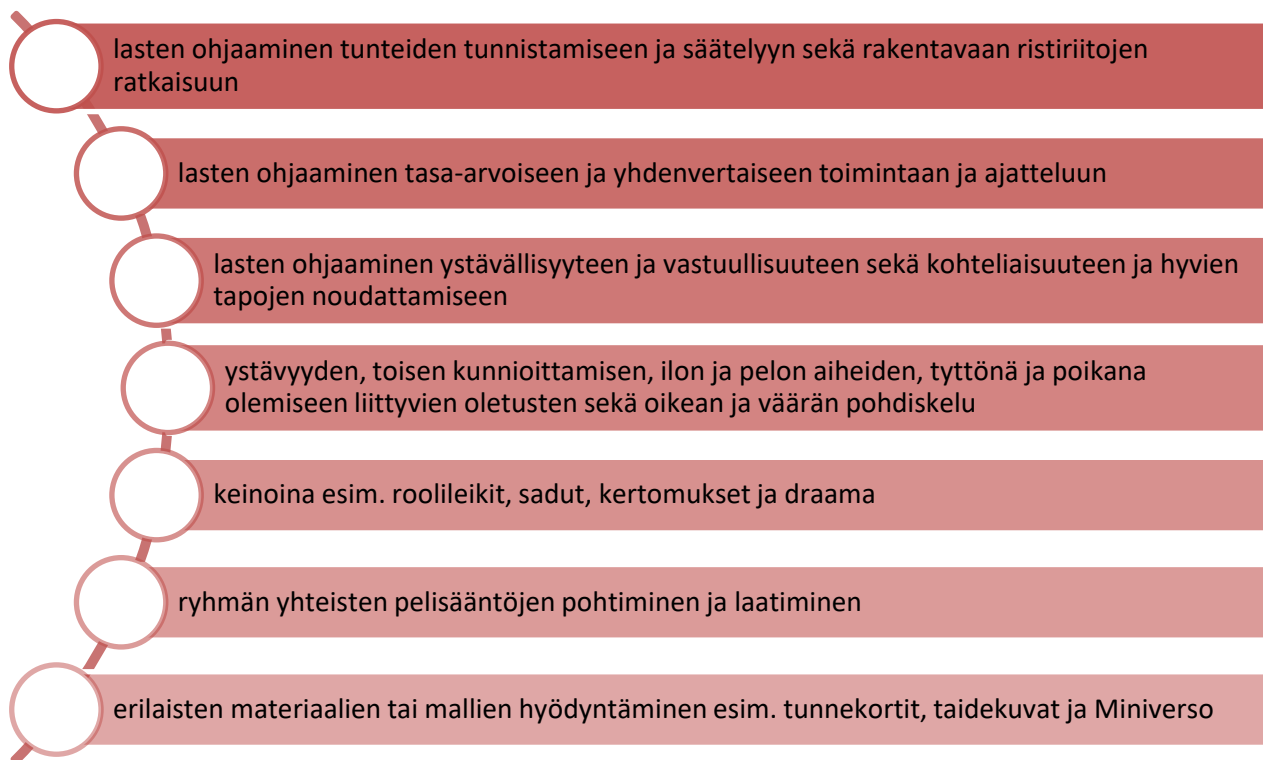 lasten ohjaaminen tunteiden tunnistamiseen ja säätelyyn sekä rakentavaan ristiriitojen
ratkaisuun
lasten ohjaaminen tasa-arvoiseen ja yhdenvertaiseen toimintaan ja ajatteluun
lasten ohjaaminen ystävällisyyteen ja vastuullisuuteen sekä kohteliaisuuteen ja hyvien
tapojen noudattamiseen
ystävyyden, toisen kunnioittamisen, ilon ja pelon aiheiden, tyttönä ja poikana
olemiseen liittyvien oletusten sekä oikean ja väärän pohdiskelu
keinoina esim. roolileikit, sadut, kertomukset ja draama
ryhmän yhteisten pelisääntöjen pohtiminen ja laatiminen
erilaisten materiaalien tai mallien hyödyntäminen esim. tunnekortit, taidekuvat ja Miniverso